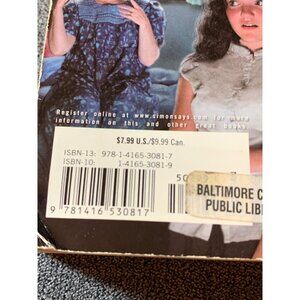 Register online at www.simonsays.com for more
information on this and other great books.
$7.99 U.S./$9.99 Can.
ISBN-13: 978-1-4165-3081-7
ISBN-10: 1-4165-3081-9
50
BALTIMORE C
PUBLIC LIB
9 781416 530817